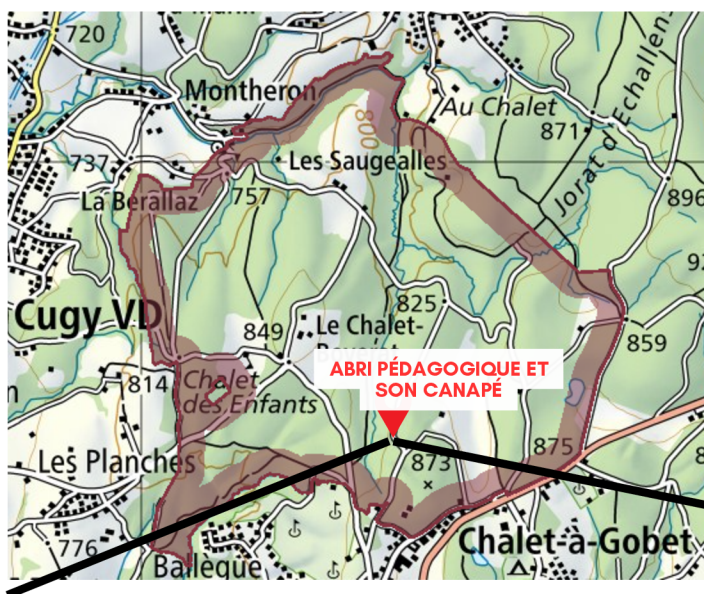 720
Montheron
Au Chalet
871
Jorat d'Echallens
800
737
Les Saugealles
757
La Berallaz
896
825
Cugy VD
849
Le Chalet-
859
ABRI PÉDAGOGIQUE ET
SON CANAPÉ
814
Chalet
des Enfants
Les Planches
873
875
776
Chalet-à-Gobet